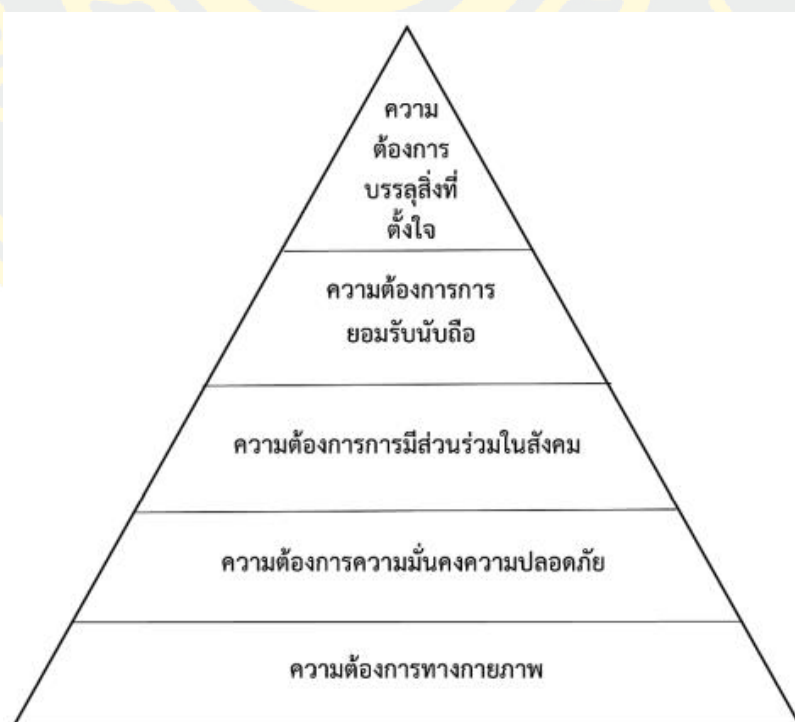 ความ
ต้องการ
บรรลุสิ่งที่
ตั้งใจ
ความต้องการการ
ยอมรับนับถือ
ความต้องการการมีส่วนร่วมในสังคม
ความต้องการความมั่นคงความปลอดภัย
ความต้องการทางกายภาพ